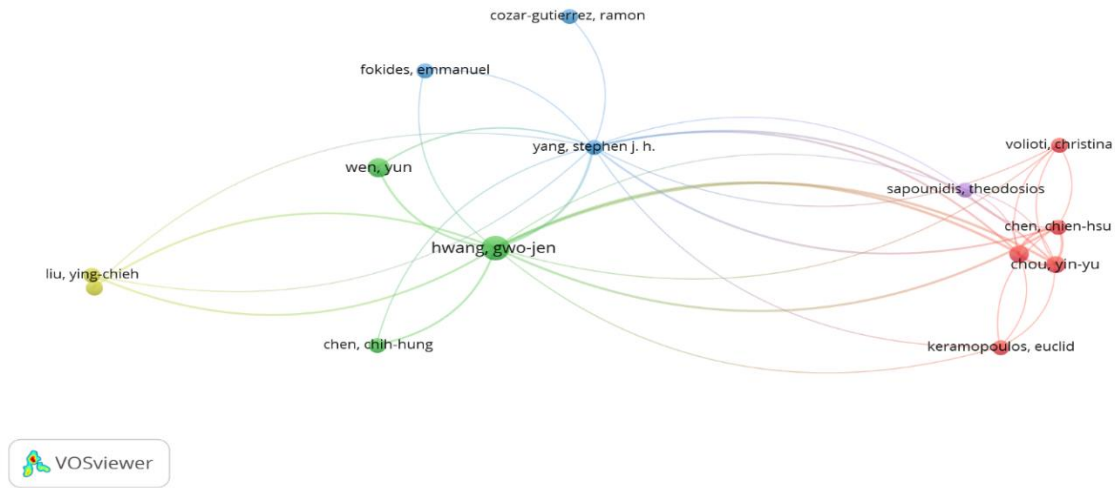 cozar-gutierrez, ramon
fokides, emmanuel
yang, stephen j. h.
volioti, christina
wen, yun
sapounidis, theodosios
chen, chien-hsu
hwang, gwo-jen
chou, yin-yu
liu, ying-chieh
chen, chih-hung
keramopoulos, euclid
VOSviewer